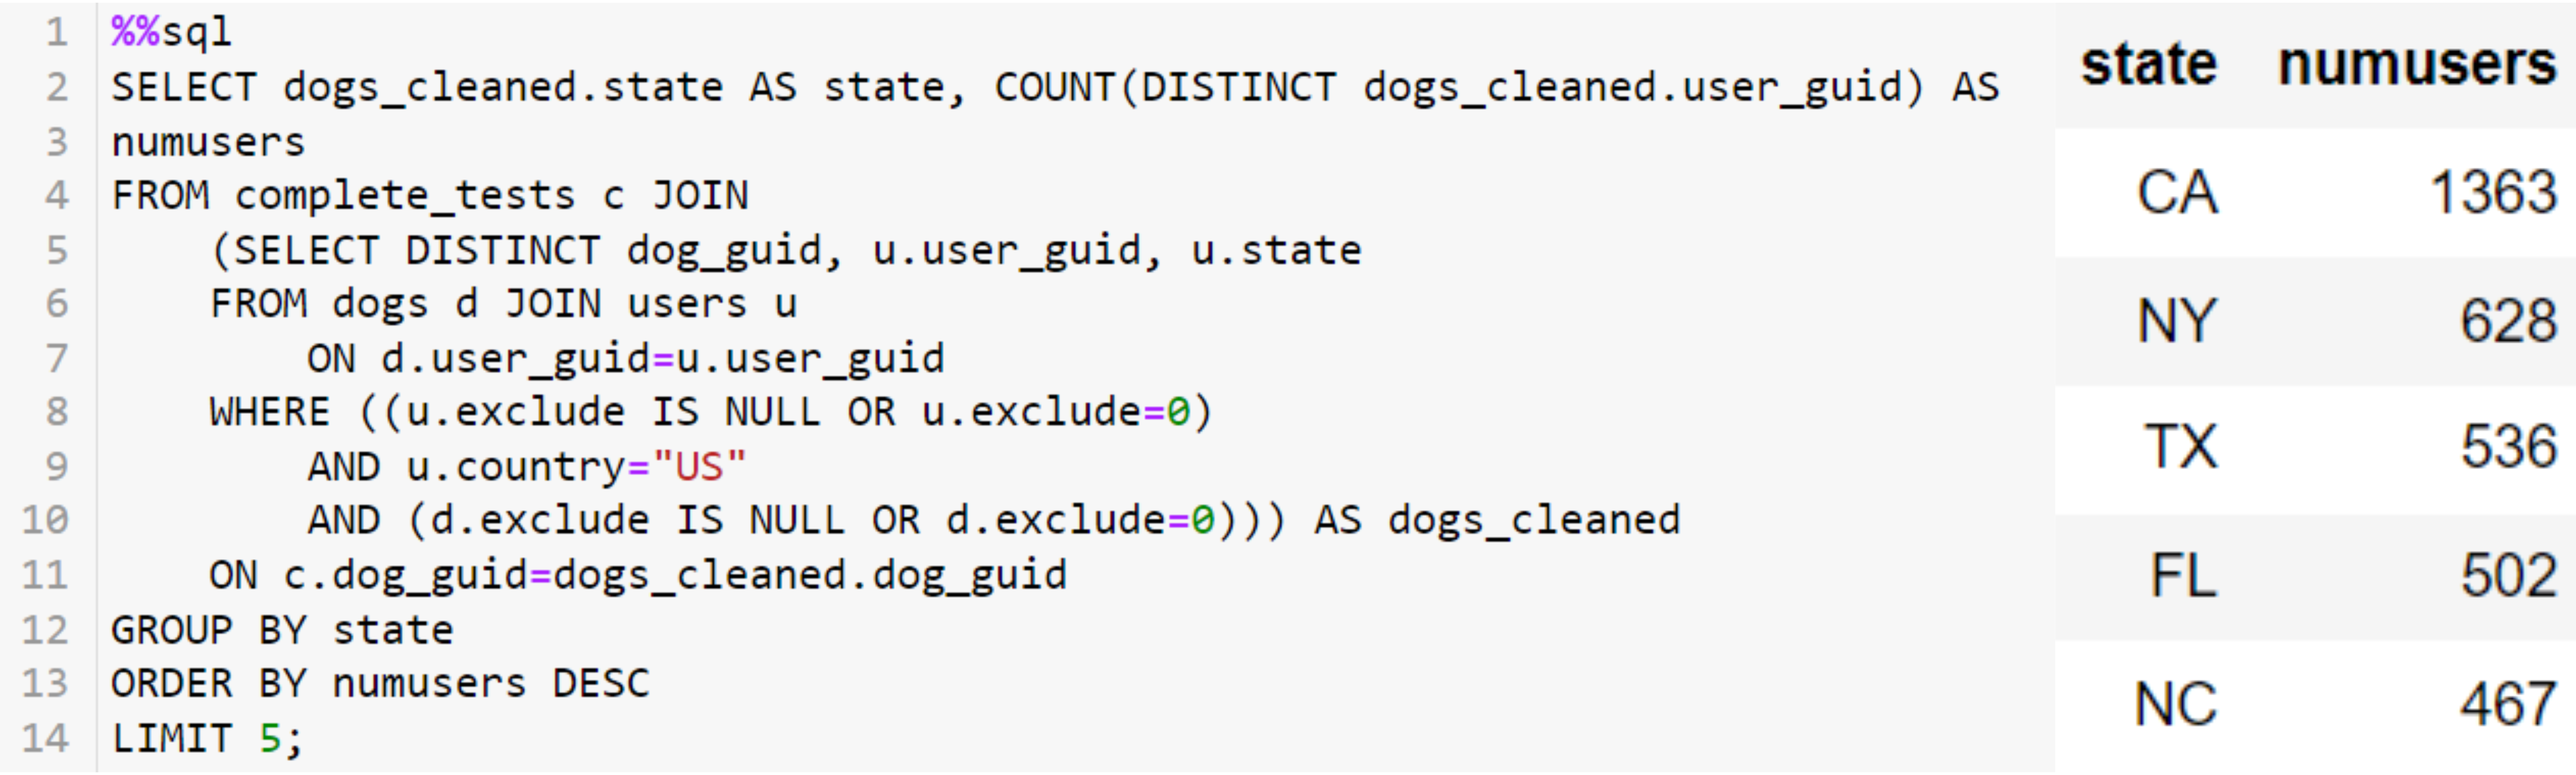 1 %%sql
2 SELECT dogs_cleaned.state AS state, COUNT(DISTINCT dogs_cleaned.user_guid) AS
3 numusers
4 FROM complete_tests c JOIN
5 (SELECT DISTINCT dog_guid, u.user_guid, u.state
6 FROM dogs d JOIN users u
7 ON d.user_guid=u.user_guid
8 WHERE ((u.exclude IS NULL OR u.exclude=0)
9 AND u.country="US"
10 AND (d.exclude IS NULL OR d.exclude=0))) AS dogs_cleaned
11 ON c.dog_guid=dogs_cleaned.dog_guid
12 GROUP BY state
13 ORDER BY numusers DESC
14 LIMIT 5;
state numusers
CA 1363
NY 628
TX 536
FL 502
NC 467